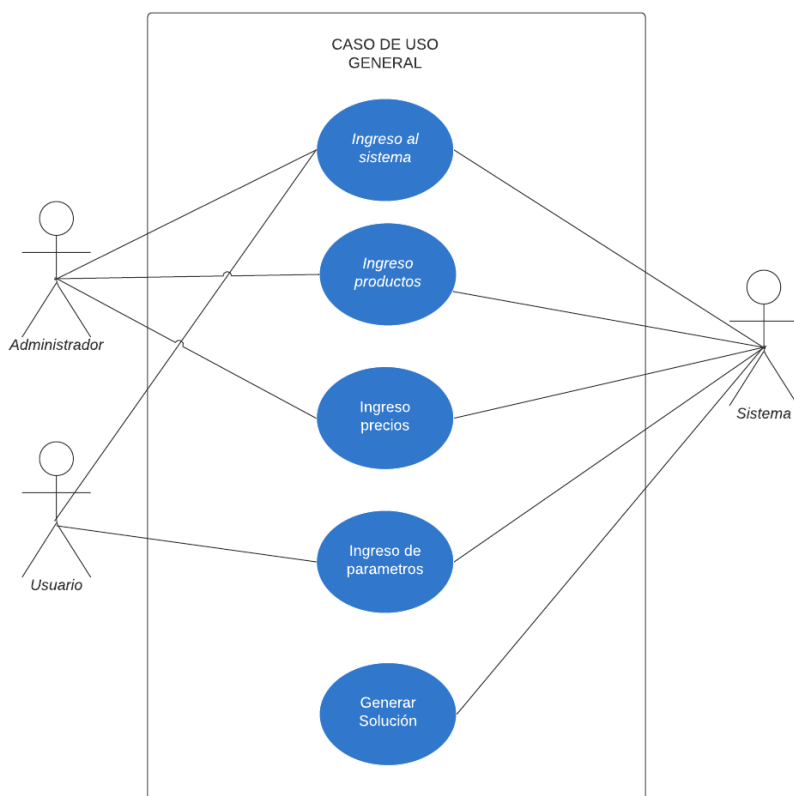 CASO DE USO
GENERAL
Ingreso al
sistema
Ingreso
productos
Administrador
Ingreso
precios
Sistema
Ingreso de
parametros
Usuario
Generar
Solución